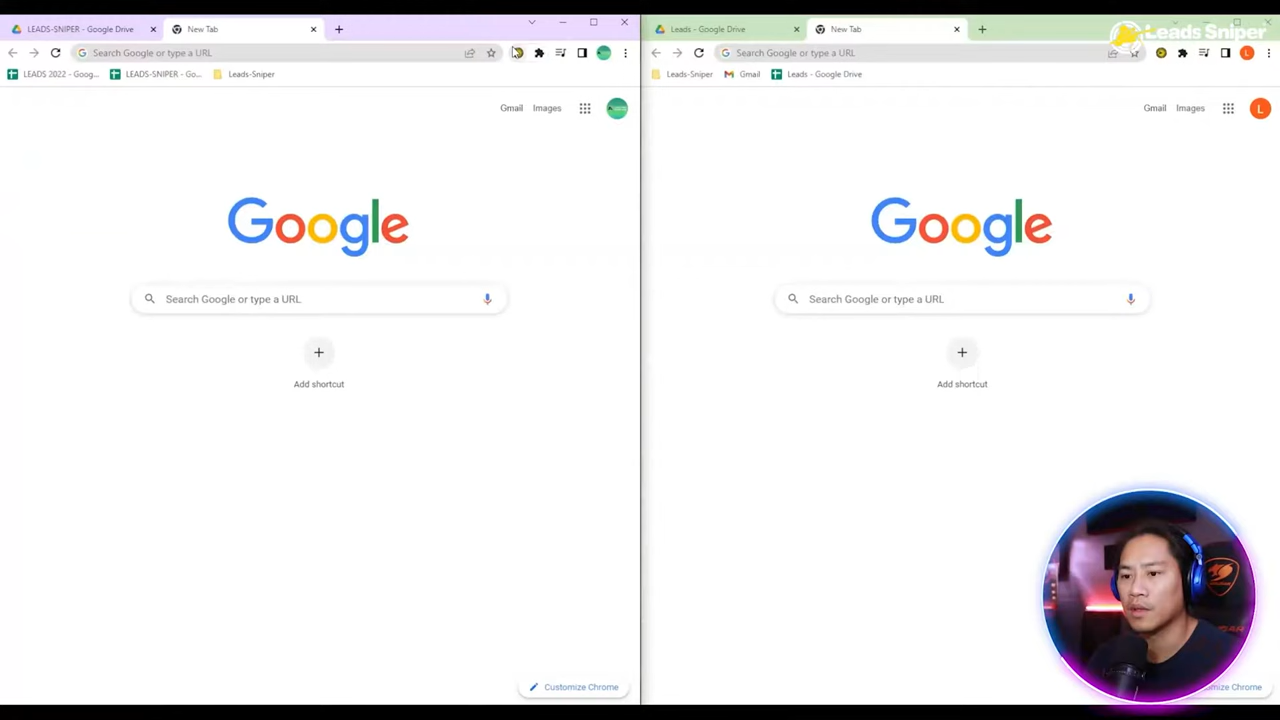 LEADS-SNIPER - Google Drive
New Tab
Search Google or type a URL
LEADS 2022 - Goog...
LEADS-SNIPER - Go...
Leads-Sniper
Gmail
Images
Google
Search Google or type a URL
Add shortcut
Customize Chrome
Leads - Google Drive
New Tab
Leads Sniper
Search Google or type a URL
L
Leads-Sniper
Gmail
Leads - Google Drive
Gmail
Images
L
Google
Search Google or type a URL
Add shortcut
mize Chrome